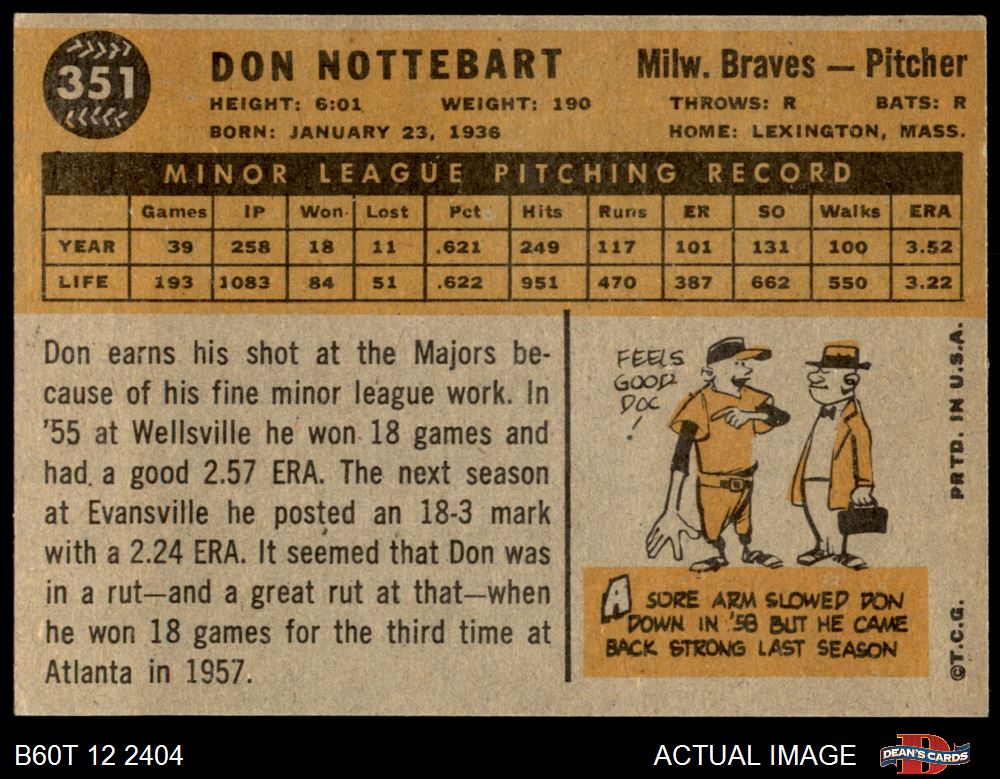 351
DON NOTTEBART
Milw. Braves — Pitcher
HEIGHT: 6:01 WEIGHT: 190 THROWS: R BATS: R
BORN: JANUARY 23, 1936 HOME: LEXINGTON, MASS.
MINOR LEAGUE PITCHING RECORD
Games IP Won Lost Pct Hits Runs ER SO Walks ERA
YEAR 39 258 18 11 .621 249 117 101 131 100 3.52
LIFE 193 1083 84 51 .622 951 470 387 662 550 3.22
Don earns his shot at the Majors be-
cause of his fine minor league work. In
'55 at Wellsville he won 18 games and
had a good 2.57 ERA. The next season
at Evansville he posted an 18-3 mark
with a 2.24 ERA. It seemed that Don was
in a rut—and a great rut at that—when
he won 18 games for the third time at
Atlanta in 1957.
FEELS
GOOD
DOC
!
A SORE ARM SLOWED DON
DOWN IN '58 BUT HE CAME
BACK STRONG LAST SEASON
©T.C.G. PRTD. IN U.S.A.
B60T 12 2404
ACTUAL IMAGE
DEAN'S CARDS